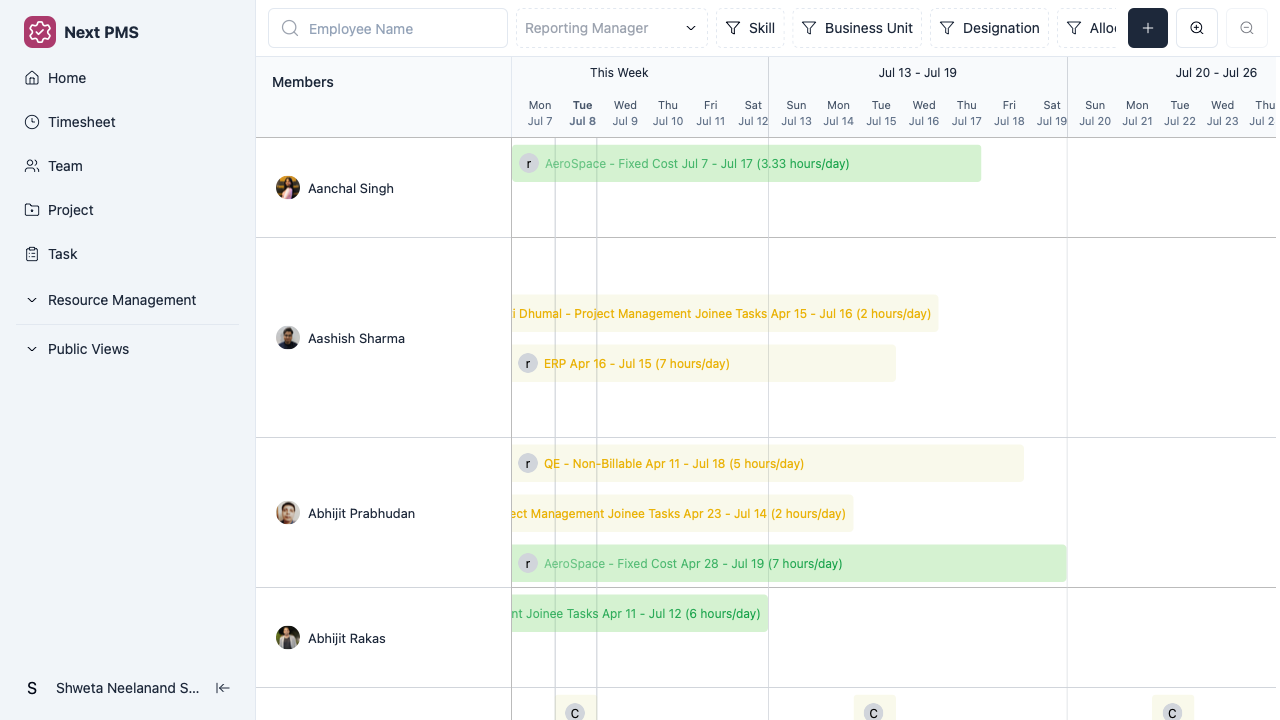 Next PMS
Home
Timesheet
Team
Project
Task
Resource Management
Public Views
S Shweta Neelanand S...
Employee Name
Reporting Manager
Skill
Business Unit
Designation
Allo
Members
This Week
Jul 13 - Jul 19
Jul 20 - Jul 26
Mon Tue Wed Thu Fri Sat Sun Mon Tue Wed Thu Fri Sat Sun Mon Tue Wed Thu
Jul 7 Jul 8 Jul 9 Jul 10 Jul 11 Jul 12 Jul 13 Jul 14 Jul 15 Jul 16 Jul 17 Jul 18 Jul 19 Jul 20 Jul 21 Jul 22 Jul 23 Jul 2
Aanchal Singh
r AeroSpace - Fixed Cost Jul 7 - Jul 17 (3.33 hours/day)
Aashish Sharma
i Dhumal - Project Management Joinee Tasks Apr 15 - Jul 16 (2 hours/day)
r ERP Apr 16 - Jul 15 (7 hours/day)
Abhijit Prabhudan
r QE - Non-Billable Apr 11 - Jul 18 (5 hours/day)
ect Management Joinee Tasks Apr 23 - Jul 14 (2 hours/day)
r AeroSpace - Fixed Cost Apr 28 - Jul 19 (7 hours/day)
Abhijit Rakas
nt Joinee Tasks Apr 11 - Jul 12 (6 hours/day)
C C C